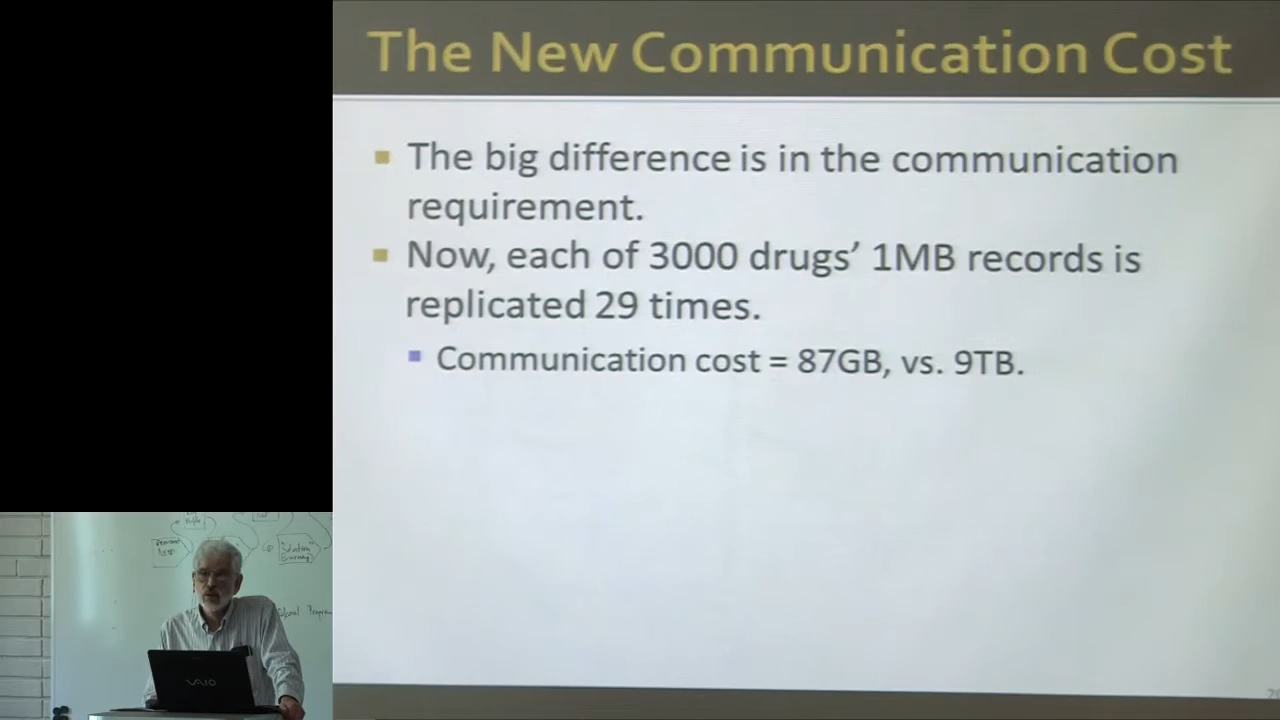 The New Communication Cost
The big difference is in the communication
requirement.
Now, each of 3000 drugs’ 1MB records is
replicated 29 times.
Communication cost = 87GB, vs. 9TB.
VAIO